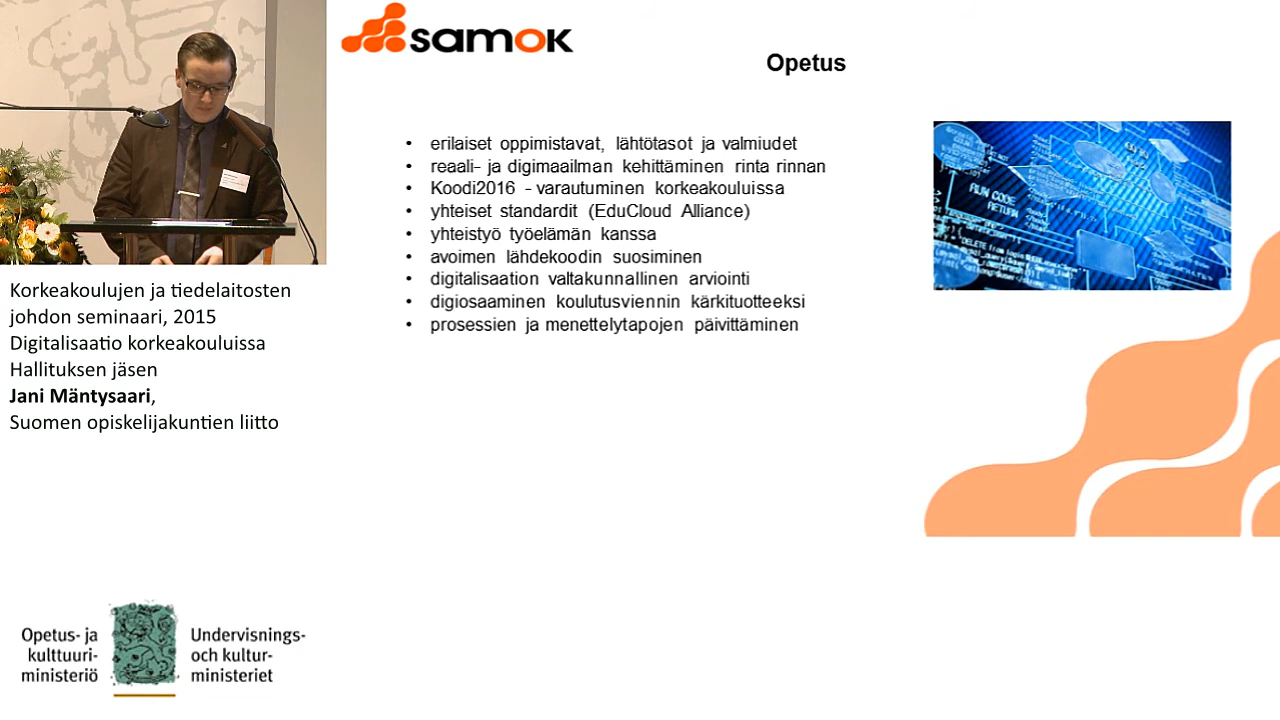 samok
Opetus
• erilaiset oppimistavat, lähtötasot ja valmiudet
• reaali- ja digimaailman kehittäminen rinta rinnan
• Koodi2016 - varautuminen korkeakouluissa
• yhteiset standardit (EduCloud Alliance)
• yhteistyö työelämän kanssa
• avoimen lähdekoodin suosiminen
• digitalisaation valtakunnallinen arviointi
• digiosaaminen koulutusviennin kärkituotteeksi
• prosessien ja menettelytapojen päivittäminen
RUN CODE
RETURN
Korkeakoulujen ja tiedelaitosten
johdon seminaari, 2015
Digitalisaatio korkeakouluissa
Hallituksen jäsen
Jani Mäntysaari,
Suomen opiskelijakuntien liitto
Opetus- ja
kulttuuri-
ministeriö
Undervisnings-
och kultur-
ministeriet